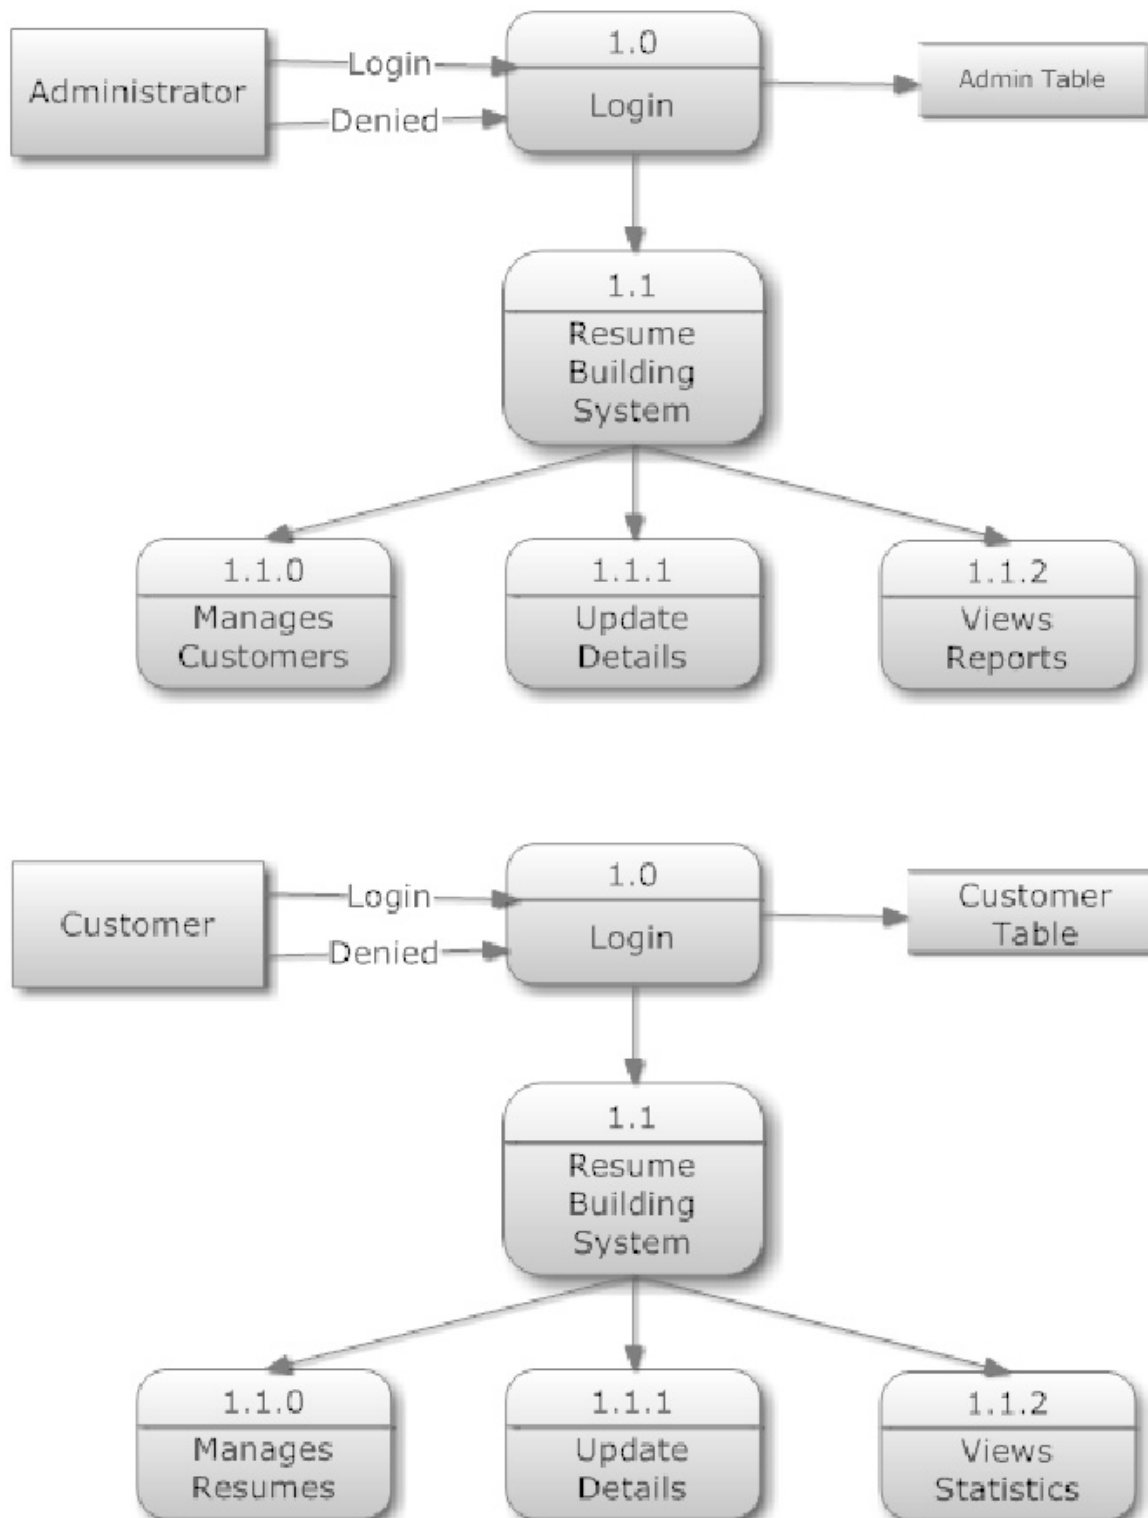 Administrator
Login
Denied
1.0
Login
Admin Table
1.1
Resume
Building
System
1.1.0
Manages
Customers
1.1.1
Update
Details
1.1.2
Views
Reports
Customer
Login
Denied
1.0
Login
Customer
Table
1.1
Resume
Building
System
1.1.0
Manages
Resumes
1.1.1
Update
Details
1.1.2
Views
Statistics